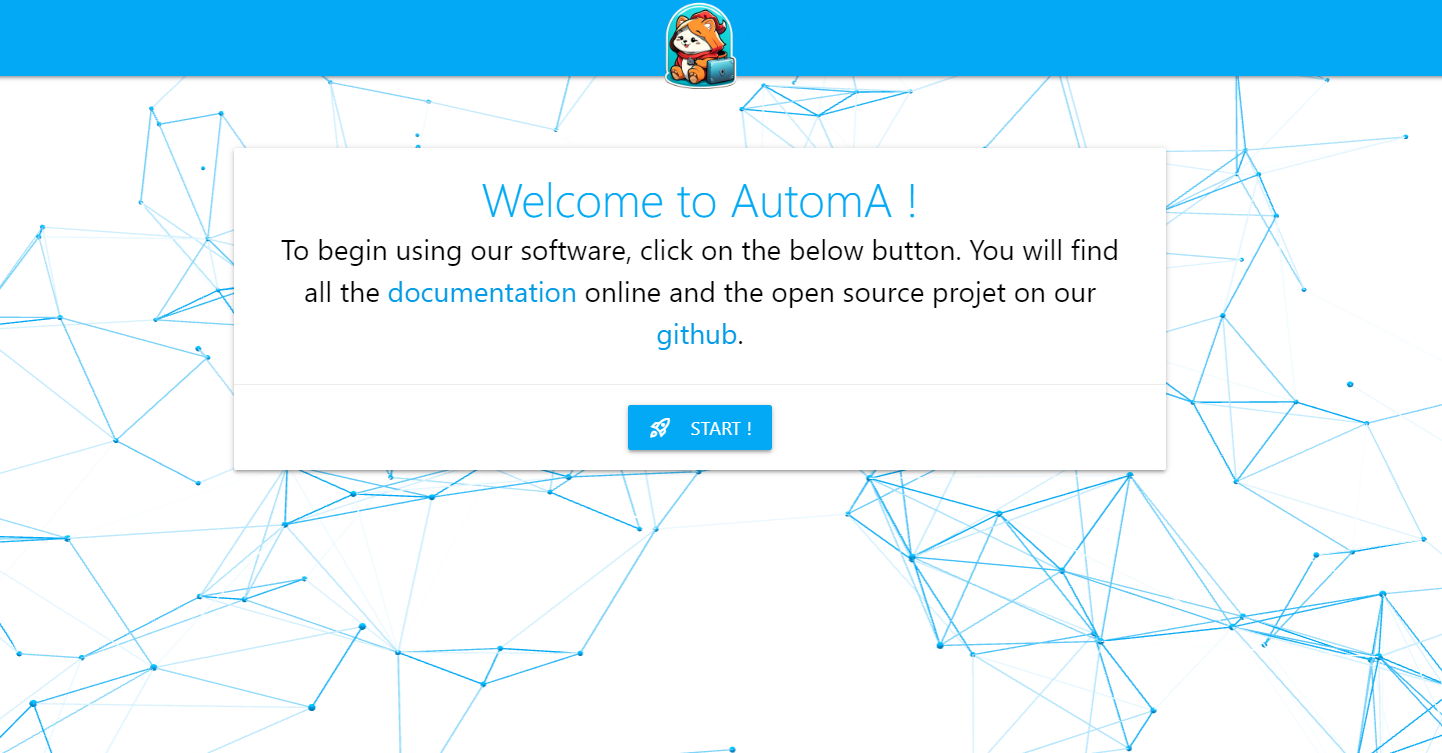 Welcome to AutomA !
To begin using our software, click on the below button. You will find
all the documentation online and the open source projet on our
github.
START !